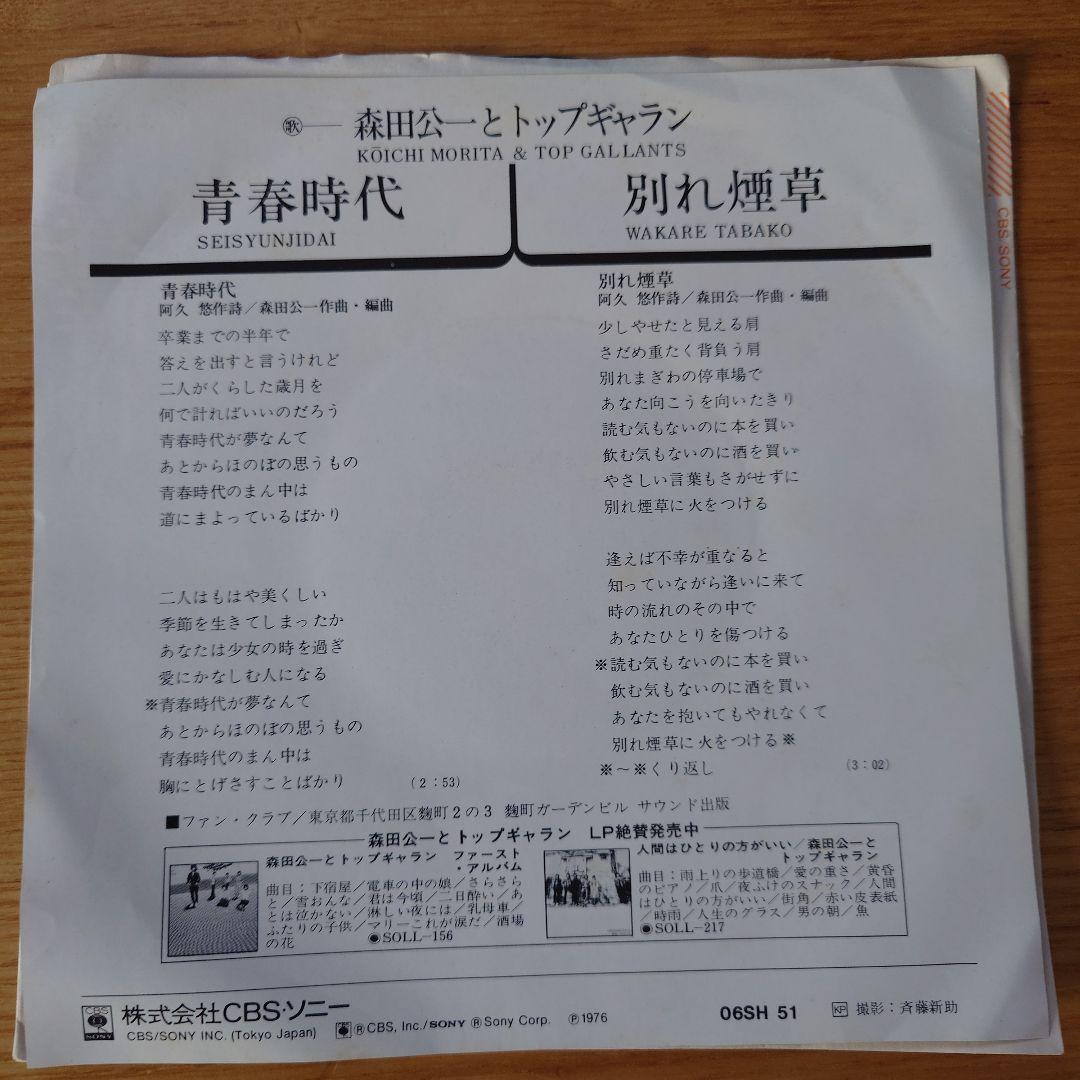 歌 — 森田公一とトップギャラン
KŌICHI MORITA & TOP GALLANTS
青春時代
SEISYUNJIDAI
別れ煙草
WAKARE TABAKO
青春時代
阿久 悠作詩/森田公一作曲・編曲
卒業までの半年で
答えを出すと言うけれど
二人がくらした歳月を
何で計ればいいのだろう
青春時代が夢なんて
あとからほのぼの思うもの
青春時代のまん中は
道にまよっているばかり
二人はもはや美くしい
季節を生きてしまったか
あなたは少女の時を過ぎ
愛にかなしむ人になる
※青春時代が夢なんて
あとからほのぼの思うもの
青春時代のまん中は
胸にとげさすことばかり (2:53)
別れ煙草
阿久 悠作詩/森田公一作曲・編曲
少しやせたと見える肩
さだめ重たく背負う肩
別れまぎわの停車場で
あなた向こうを向いたきり
読む気もないのに本を買い
飲む気もないのに酒を買い
やさしい言葉もさがせずに
別れ煙草に火をつける
逢えば不幸が重なると
知っていながら逢いに来て
時の流れのその中で
あなたひとりを傷つける
※読む気もないのに本を買い
飲む気もないのに酒を買い
あなたを抱いてもやれなくて
別れ煙草に火をつける※
※〜※くり返し (3:02)
■ファン・クラブ/東京都千代田区麹町2の3 麹町ガーデンビル サウンド出版
森田公一とトップギャラン LP絶賛発売中
森田公一とトップギャラン ファースト
・アルバム
曲目:下宿屋/電車の中の娘/さらさら
と/雪おんな/君は今頃/二日酔い/あ
とは泣かない/淋しい夜には/乳母車/
ふたりの子供/マリーこれが涙だ/酒場
の花 ●SOLL-156
人間はひとりの方がいい/森田公一と
トップギャラン
曲目:雨上りの歩道橋/愛の重さ/黄昏
のピアノ/爪/夜ふけのスナック/人間
はひとりの方がいい/街角/赤い皮表紙
/時雨/人生のグラス/男の朝/魚
●SOLL-217
CBS SONY
CBS SONY
株式会社CBS・ソニー
CBS/SONY INC. (Tokyo Japan)
Ⓡ CBS, Inc./SONY Ⓡ Sony Corp. Ⓟ1976
06SH 51
KP 撮影:斉藤新助